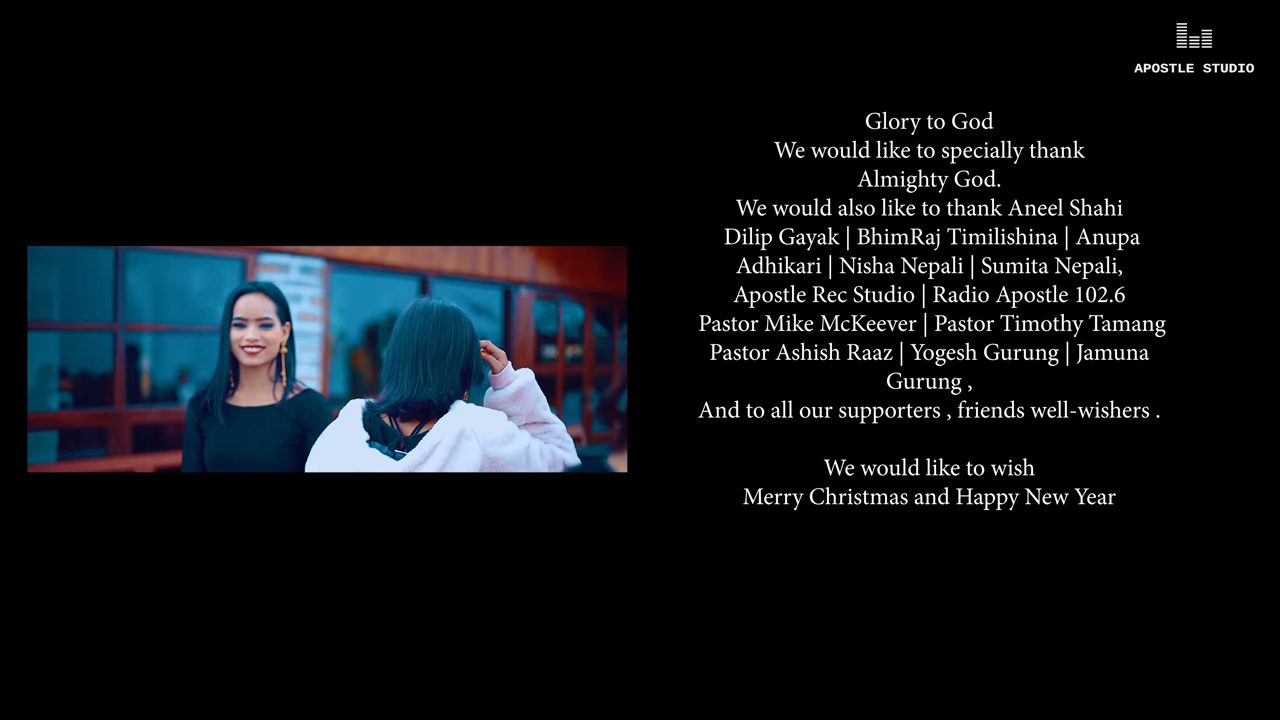 APOSTLE STUDIO
Glory to God
We would like to specially thank
Almighty God.
We would also like to thank Aneel Shahi
Dilip Gayak | BhimRaj Timilishina | Anupa
Adhikari | Nisha Nepali | Sumita Nepali,
Apostle Rec Studio | Radio Apostle 102.6
Pastor Mike McKeever | Pastor Timothy Tamang
Pastor Ashish Raaz | Yogesh Gurung | Jamuna
Gurung ,
And to all our supporters , friends well-wishers .
We would like to wish
Merry Christmas and Happy New Year